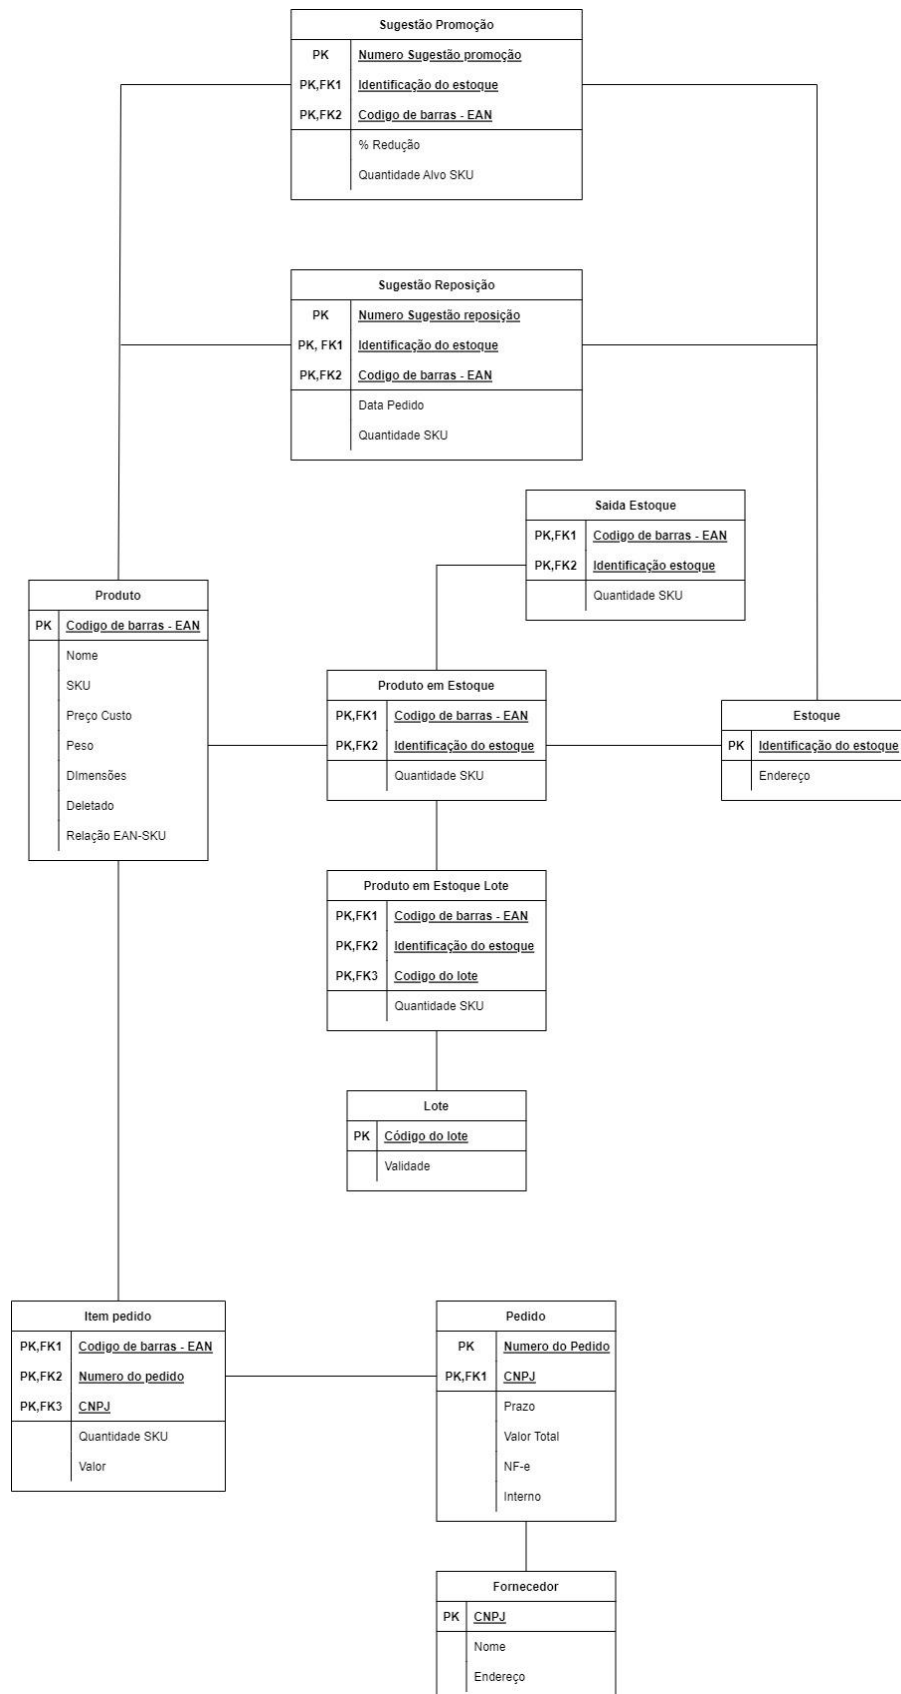 Sugestão Promoção
PK Numero Sugestão promoção
PK,FK1 Identificação do estoque
PK,FK2 Codigo de barras - EAN
% Redução
Quantidade Alvo SKU
Sugestão Reposição
PK Numero Sugestão reposição
PK, FK1 Identificação do estoque
PK,FK2 Codigo de barras - EAN
Data Pedido
Quantidade SKU
Saida Estoque
PK,FK1 Codigo de barras - EAN
PK,FK2 Identificação estoque
Quantidade SKU
Produto
PK Codigo de barras - EAN
Nome
SKU
Preço Custo
Peso
DImensões
Deletado
Relação EAN-SKU
Produto em Estoque
PK,FK1 Codigo de barras - EAN
PK,FK2 Identificação do estoque
Quantidade SKU
Estoque
PK Identificação do estoque
Endereço
Produto em Estoque Lote
PK,FK1 Codigo de barras - EAN
PK,FK2 Identificação do estoque
PK,FK3 Codigo do lote
Quantidade SKU
Lote
PK Código do lote
Validade
Item pedido
PK,FK1 Codigo de barras - EAN
PK,FK2 Numero do pedido
PK,FK3 CNPJ
Quantidade SKU
Valor
Pedido
PK Numero do Pedido
PK,FK1 CNPJ
Prazo
Valor Total
NF-e
Interno
Fornecedor
PK CNPJ
Nome
Endereço